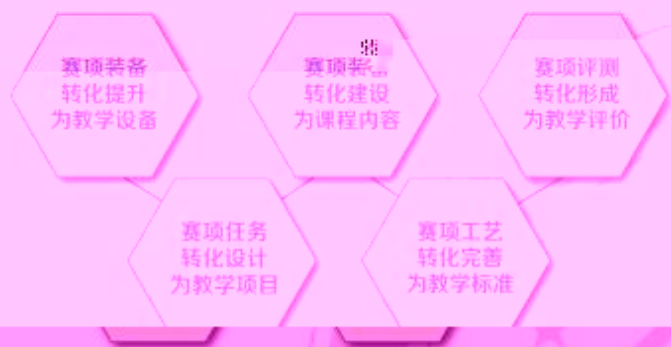 赛项装备
转化提升
为教学设备
赛项装
转化建设
为课程内容
赛项评测
转化形成
为教学评价
赛项任务
转化设计
为教学项目
赛项工艺
转化完善
为教学标准